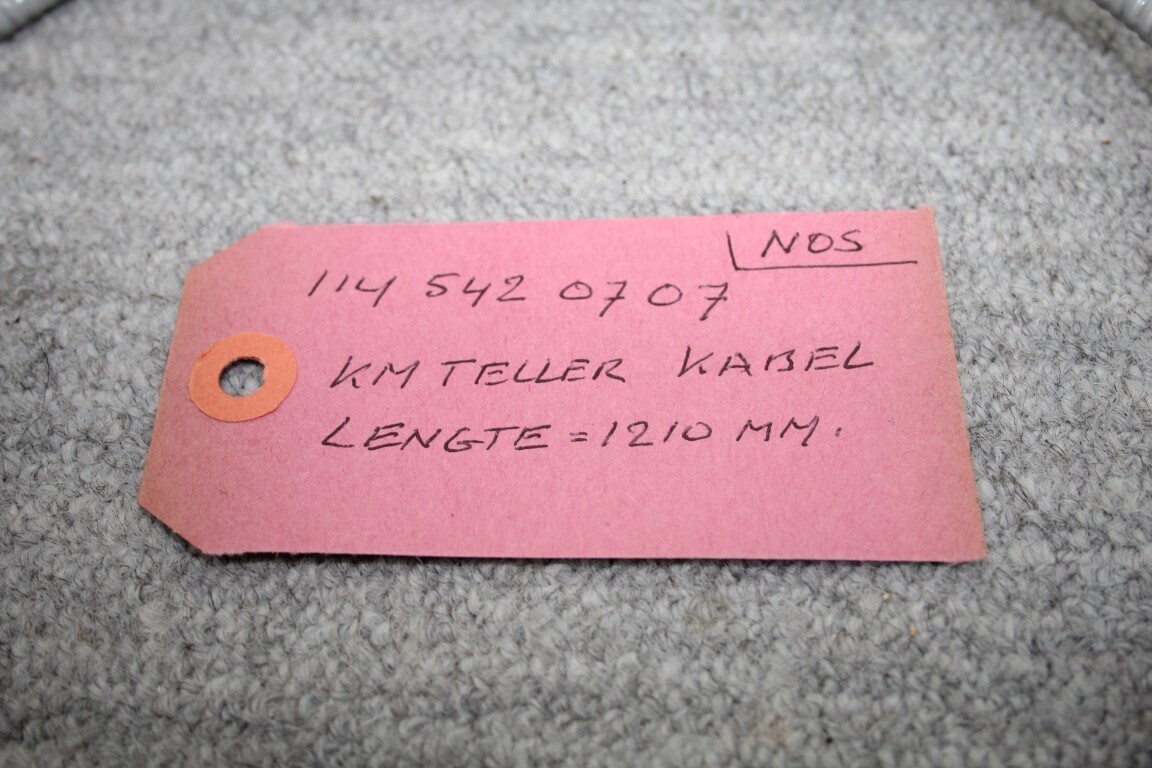 NOS
114 542 07 07
KM TELLER KABEL
LENGTE = 1210 MM.